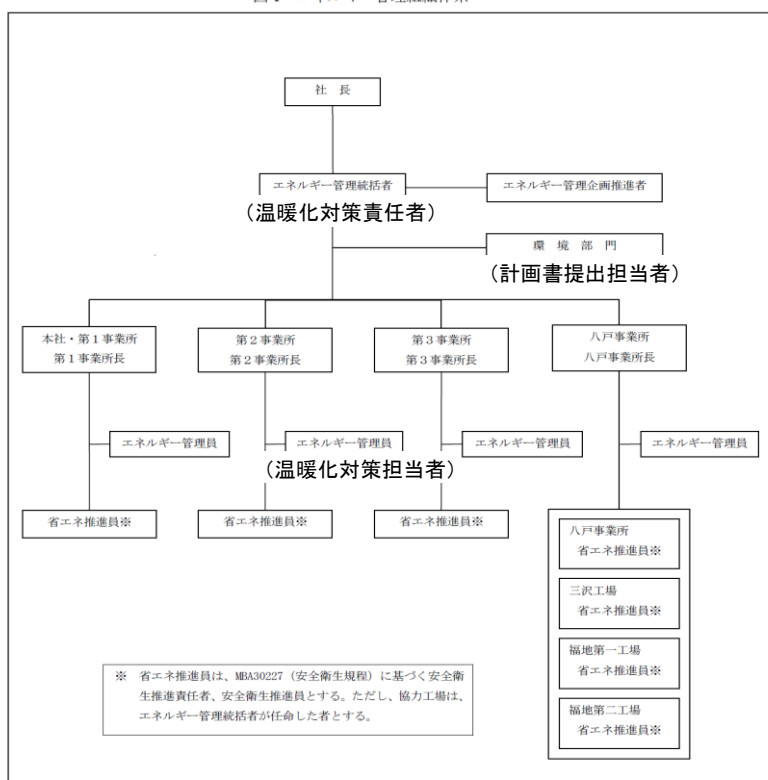 社　長
エネルギー管理統括者
エネルギー管理企画推進者
（温暖化対策責任者）
環　境　部　門
（計画書提出担当者）
本社・第１事業所
第１事業所長
第２事業所
第２事業所長
第３事業所
第３事業所長
八戸事業所
八戸事業所長
エネルギー管理員
エネルギー管理員
エネルギー管理員
エネルギー管理員
（温暖化対策担当者）
省エネ推進員※
省エネ推進員※
省エネ推進員※
八戸事業所
省エネ推進員※
三沢工場
省エネ推進員※
福地第一工場
省エネ推進員※
福地第二工場
省エネ推進員※
※　省エネ推進員は、MBA30227（安全衛生規程）に基づく安全衛
生推進責任者、安全衛生推進員とする。ただし、協力工場は、
エネルギー管理統括者が任命した者とする。